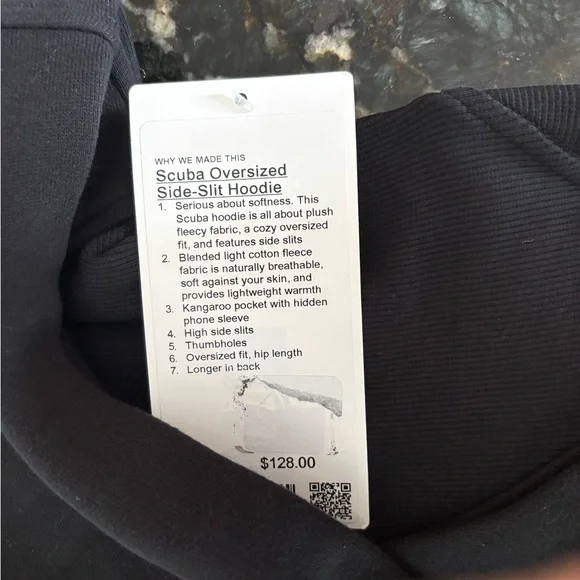 WHY WE MADE THIS
Scuba Oversized
Side-Slit Hoodie
1. Serious about softness. This
Scuba hoodie is all about plush
fleecy fabric, a cozy oversized
fit, and features side slits
2. Blended light cotton fleece
fabric is naturally breathable,
soft against your skin, and
provides lightweight warmth
3. Kangaroo pocket with hidden
phone sleeve
4. High side slits
5. Thumbholes
6. Oversized fit, hip length
7. Longer in back
$128.00